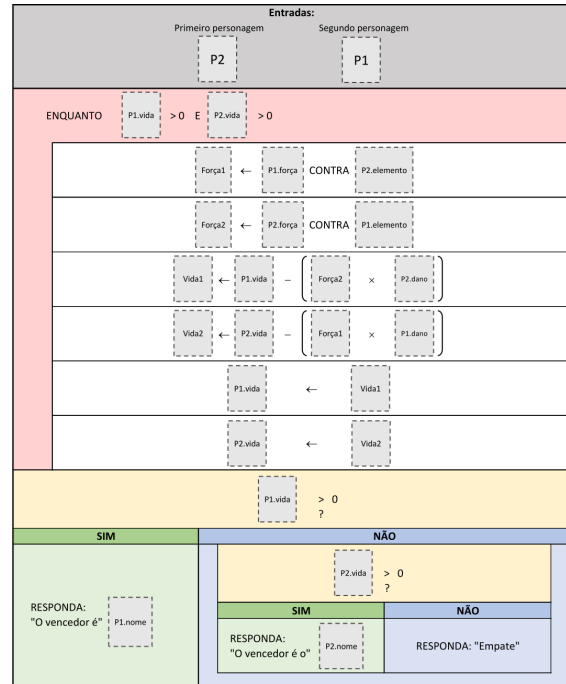 Entradas:
Primeiro personagem Segundo personagem
P2 P1
ENQUANTO P1.vida > 0 E P2.vida > 0
Força1 ← P1.força CONTRA P2.elemento
Força2 ← P2.força CONTRA P1.elemento
Vida1 ← P1.vida − ( Força2 × P2.dano )
Vida2 ← P2.vida − ( Força1 × P1.dano )
P1.vida ← Vida1
P2.vida ← Vida2
P1.vida > 0
?
SIM NÃO
P2.vida > 0
?
SIM NÃO
RESPONDA:
"O vencedor é" P1.nome
RESPONDA:
"O vencedor é o" P2.nome
RESPONDA: "Empate"